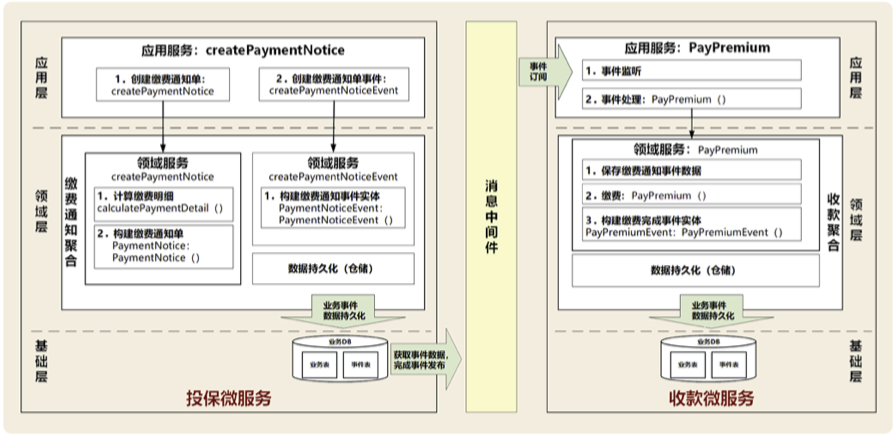 应用层
应用服务：createPaymentNotice
1．创建缴费通知单：
createPaymentNotice
2．创建缴费通知单事件：
createPaymentNoticeEvent
领域层
缴费通知聚合
领域服务
createPaymentNotice
1．计算缴费明细
calculatePaymentDetail（）
2．构建缴费通知单
PaymentNotice：
PaymentNotice（）
领域服务
createPaymentNoticeEvent
1．构建缴费通知事件实体
PaymentNoticeEvent：
PaymentNoticeEvent（）
数据持久化（仓储）
业务事件
数据持久化
基础层
业务DB
业务表
事件表
获取事件数据，
完成事件发布
投保微服务
消息中间件
事件
订阅
应用服务：PayPremium
1．事件监听
2．事件处理：PayPremium（）
应用层
领域服务：PayPremium
1．保存缴费通知事件数据
2．缴费：PayPremium（）
3．构建缴费完成事件实体
PayPremiumEvent：PayPremiumEvent（）
收款聚合
领域层
数据持久化（仓储）
业务事件
数据持久化
业务DB
业务表
事件表
基础层
收款微服务